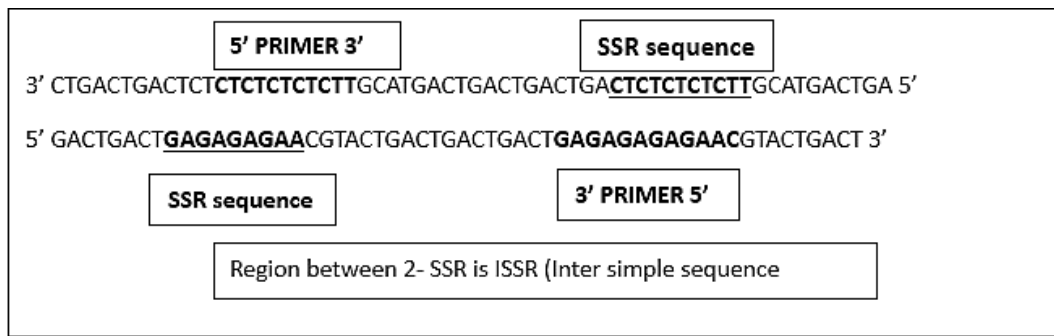 5’ PRIMER 3’ SSR sequence
3’ CTGACTGACTCTCTCTCTCTCTTGCATGACTGACTGACTGACTCTCTCTCTTGCATGACTGA 5’
5’ GACTGACTGAGAGAGAACGTACTGACTGACTGACTGAGAGAGAGAACGTACTGACT 3’
SSR sequence 3’ PRIMER 5’
Region between 2- SSR is ISSR (Inter simple sequence